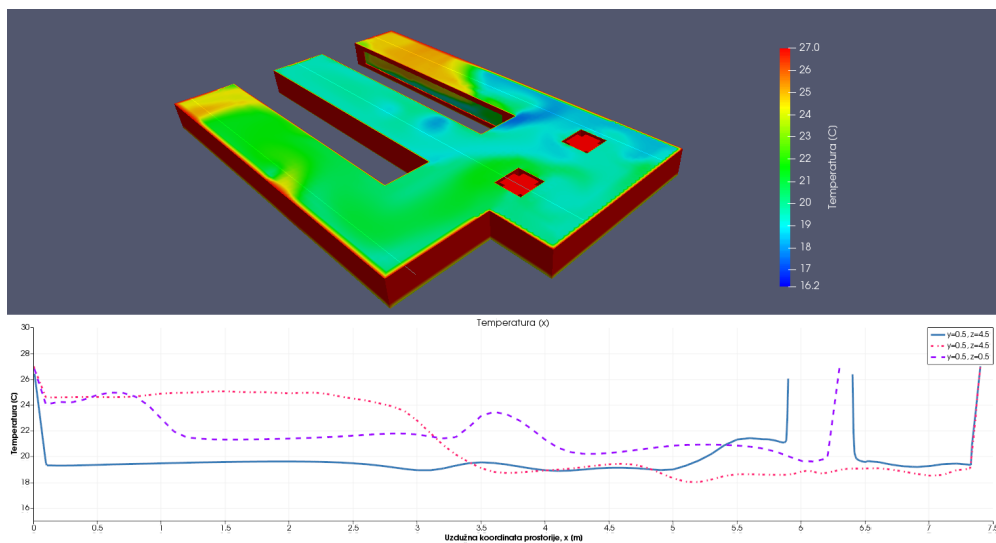 27.0
26
25
24
22
21
20
19
18
17
16.2
Temperatura (C)
Temperatura (x)
30
28
26
24
22
20
18
16
Temperatura (C)
y=0.5, z=4.5
y=0.5, z=4.5
y=0.5, z=0.5
0 0.5 1 1.5 2 2.5 3 3.5 4 4.5 5 5.5 6 6.5 7 7.5
Uzdužna koordinata prostorije, x (m)